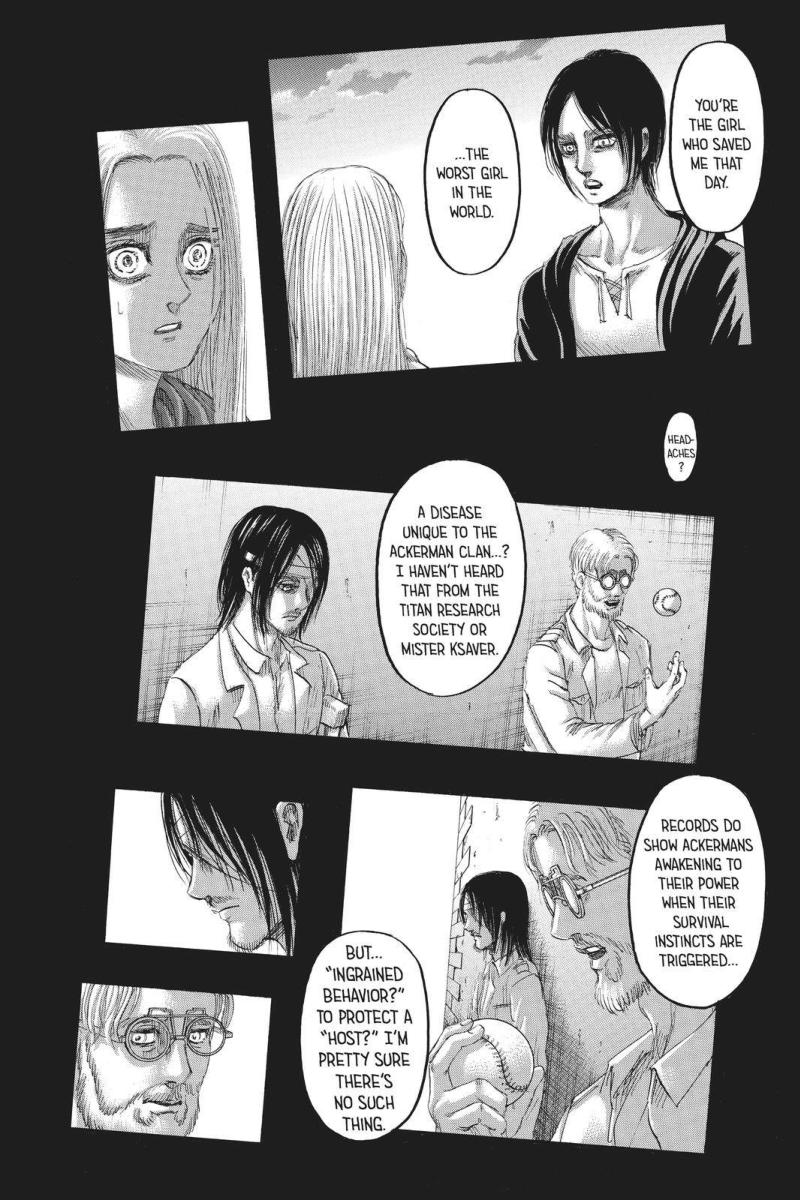 YOU'RE
THE GIRL
WHO SAVED
ME THAT
DAY.
...THE
WORST GIRL
IN THE
WORLD.
HEAD-
ACHES
?
A DISEASE
UNIQUE TO THE
ACKERMAN CLAN...?
I HAVEN'T HEARD
THAT FROM THE
TITAN RESEARCH
SOCIETY OR
MISTER KSAVER.
RECORDS DO
SHOW ACKERMANS
AWAKENING TO
THEIR POWER
WHEN THEIR
SURVIVAL
INSTINCTS ARE
TRIGGERED...
BUT...
"INGRAINED
BEHAVIOR?"
TO PROTECT A
"HOST?" I'M
PRETTY SURE
THERE'S
NO SUCH
THING.